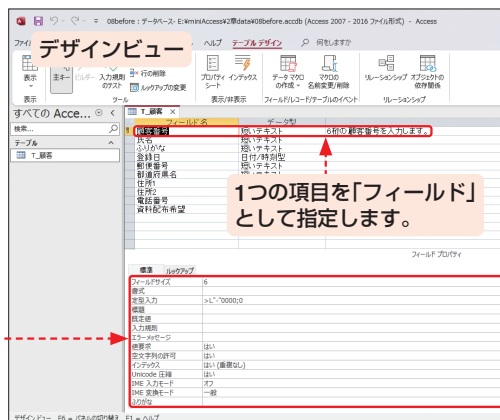 08before : データベース- E:¥miniAccess¥2章data¥08before.accdb (Access 2007 - 2016 ファイル形式) - Access
デザインビュー
ファイ
ヘルプ テーブル デザイン 何をしますか
表示 主キー ビルダー 入力規則のテスト 行の削除 ルックアップの変更 プロパティシート インデックス データ マクロの作成 マクロの名前変更/削除 リレーションシップ オブジェクトの依存関係
表示 ツール 表示/非表示 フィールド/レコード/テーブルのイベント リレーションシップ
すべての Acce...
T_顧客
検索...
テーブル
T_顧客
フィールド名 データ型
顧客番号 短いテキスト 6桁の顧客番号を入力します。
氏名 短いテキスト
ふりがな 短いテキスト
登録日 日付/時刻型
郵便番号 短いテキスト
都道府県名
住所1
住所2
電話番号
資料配布希望
1つの項目を「フィールド」
として指定します。
フィールド プロパティ
標準 ルックアップ
フィールドサイズ 6
書式
定型入力 >L"-"0000;0
標題
既定値
入力規則
エラーメッセージ
値要求 はい
空文字列の許可 はい
インデックス はい (重複なし)
Unicode 圧縮 はい
IME 入力モード オフ
IME 変換モード 一般
ふりがな
デザイン ビュー F6 = パネルの切り替え F1 = ヘルプ